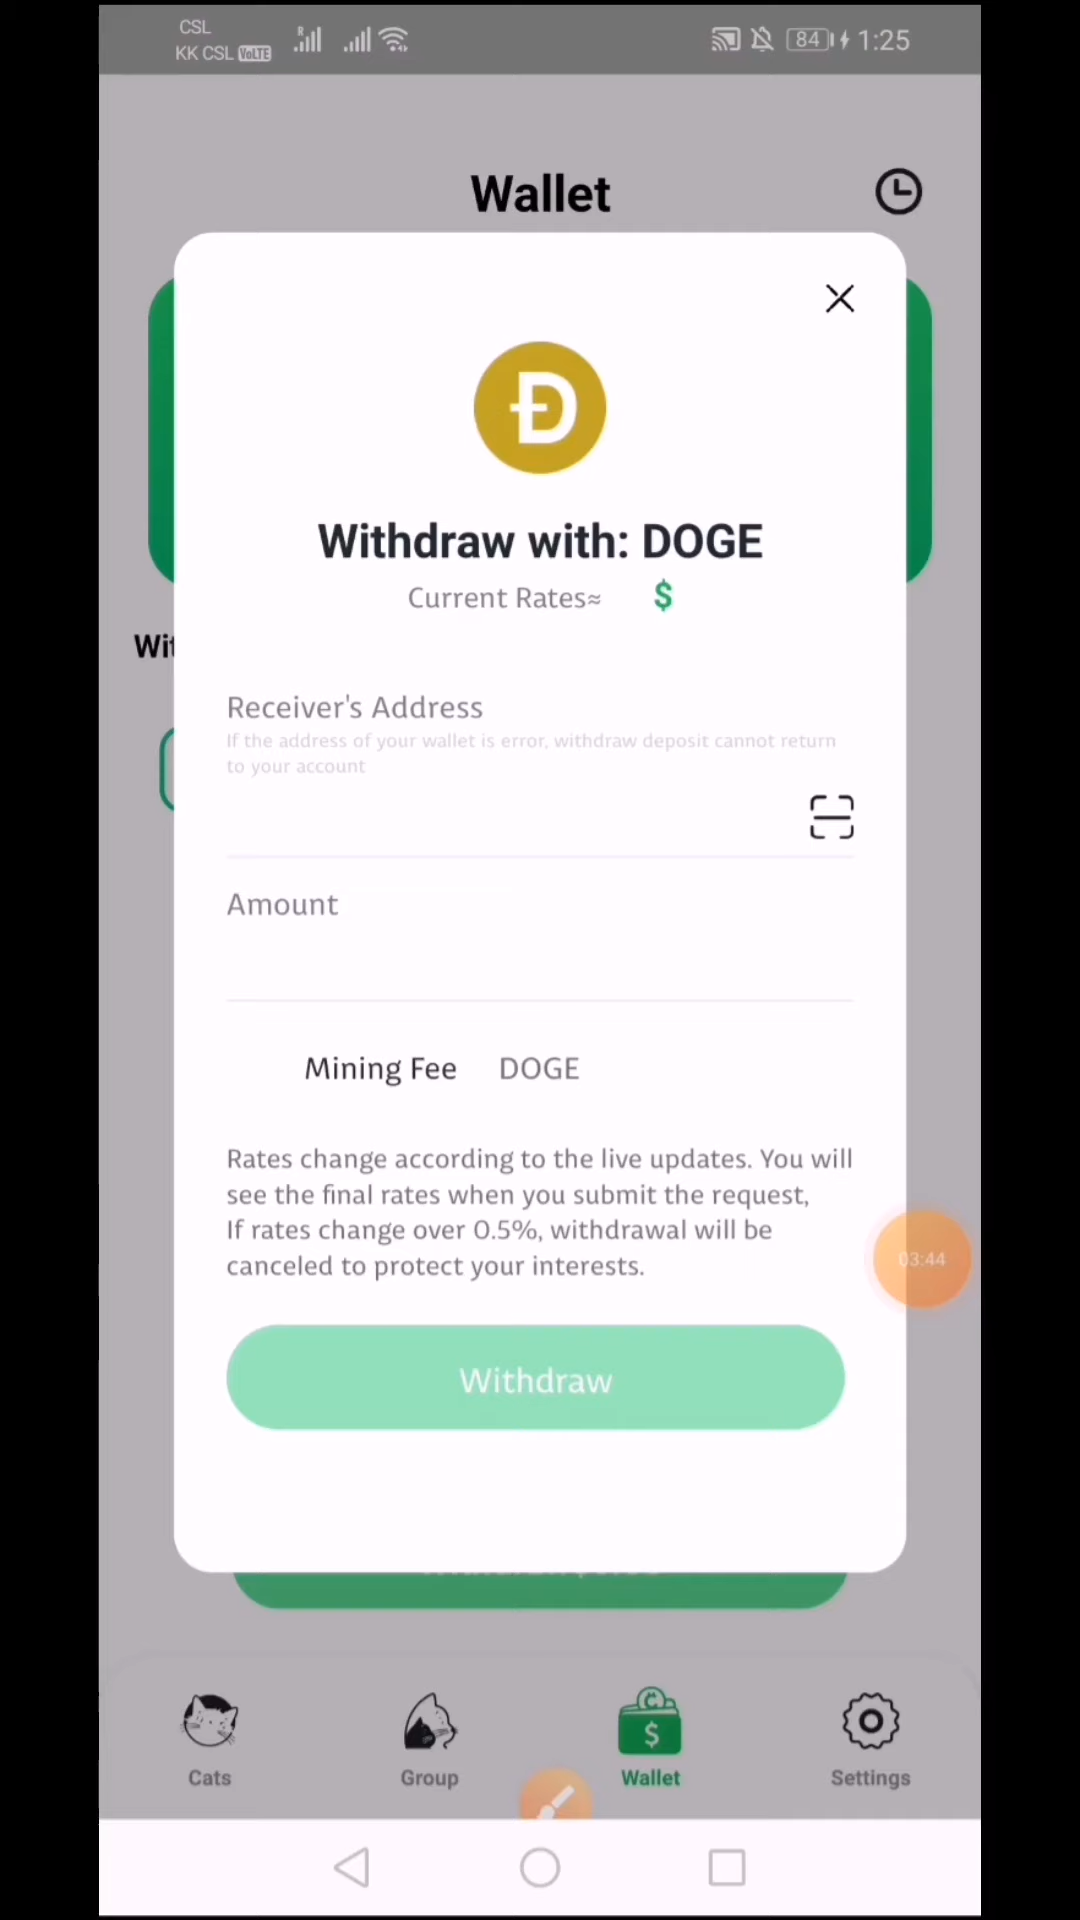 CSL
KK CSL VoLTE
R
84
1:25
Wallet
Đ
Withdraw with: DOGE
Current Rates≈ $
Wit
Receiver's Address
If the address of your wallet is error, withdraw deposit cannot return
to your account
Amount
Mining Fee DOGE
Rates change according to the live updates. You will
see the final rates when you submit the request,
If rates change over 0.5%, withdrawal will be
canceled to protect your interests.
03:44
Withdraw
Cats
Group
Wallet
Settings